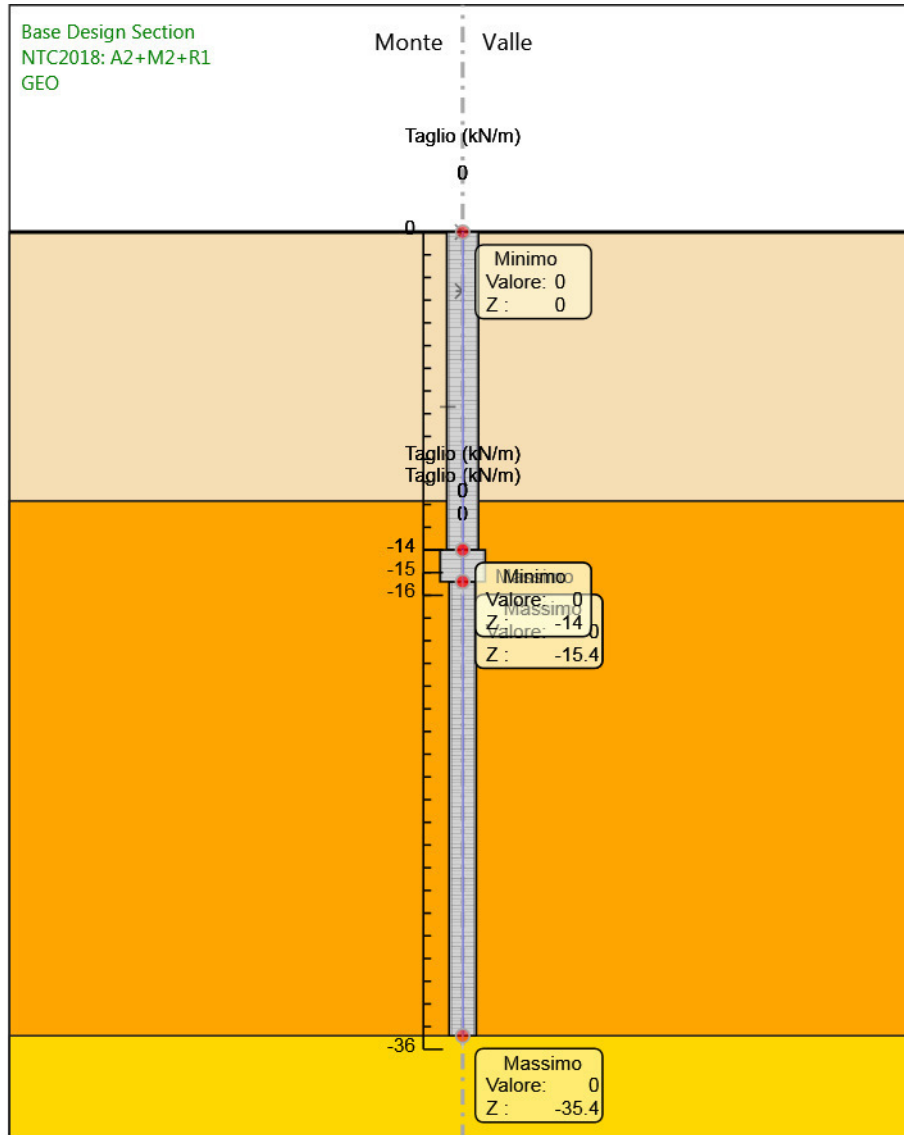 Base Design Section
NTC2018: A2+M2+R1
GEO
Monte
Valle
Taglio (kN/m)
0
0
Minimo
Valore: 0
Z : 0
Taglio (kN/m)
Taglio (kN/m)
0
0
-14
-15
-16
Minimo
Massimo
Valore: 0
Z : -14
Massimo
Valore: 0
Z : -15.4
-36
Massimo
Valore: 0
Z : -35.4